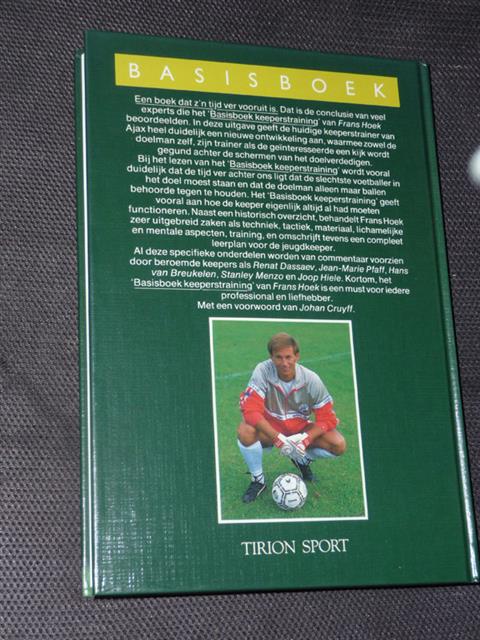 BASISBOEK
Een boek dat z'n tijd ver vooruit is. Dat is de conclusie van veel
experts die het 'Basisboek keeperstraining' van Frans Hoek
beoordeelden. In deze uitgave geeft de huidige keeperstrainer van
Ajax heel duidelijk een nieuwe ontwikkeling aan, waarmee zowel de
doelman zelf, zijn trainer als de geïnteresseerde een kijk wordt
gegund achter de schermen van het doelverdedigen.
Bij het lezen van het 'Basisboek keeperstraining' wordt vooral
duidelijk dat de tijd ver achter ons ligt dat de slechtste voetballer in
het doel moest staan en dat de doelman alleen maar ballen
behoorde tegen te houden. Het 'Basisboek keeperstraining' geeft
vooral aan hoe de keeper eigenlijk altijd al had moeten
functioneren. Naast een historisch overzicht, behandelt Frans Hoek
zeer uitgebreid zaken als techniek, tactiek, materiaal, lichamelijke
en mentale aspecten, training, en omschrijft tevens een compleet
leerplan voor de jeugdkeeper.
Al deze specifieke onderdelen worden van commentaar voorzien
door beroemde keepers als Renat Dassaev, Jean-Marie Pfaff, Hans
van Breukelen, Stanley Menzo en Joop Hiele. Kortom, het
'Basisboek keeperstraining' van Frans Hoek is een must voor iedere
professional en liefhebber.
Met een voorwoord van Johan Cruyff.
TIRION SPORT